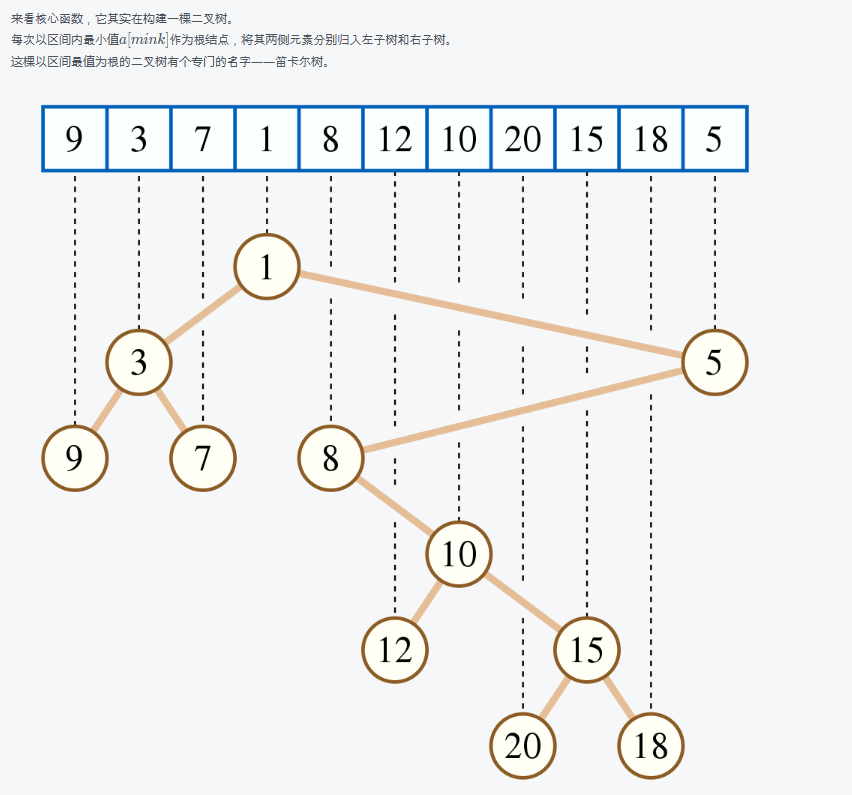 来看核心函数，它其实在构建一棵二叉树。
每次以区间内最小值a[mink]作为根结点，将其两侧元素分别归入左子树和右子树。
这棵以区间最值为根的二叉树有个专门的名字——笛卡尔树。
9 3 7 1 8 12 10 20 15 18 5
1
3 5
9 7 8
10
12 15
20 18